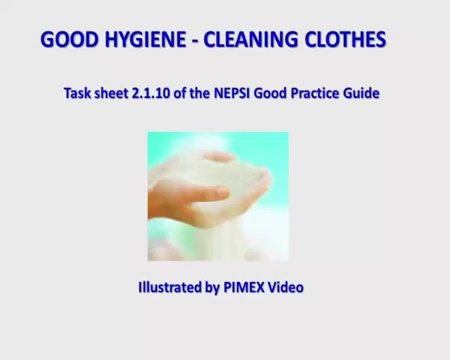 GOOD HYGIENE - CLEANING CLOTHES
Task sheet 2.1.10 of the NEPSI Good Practice Guide
Illustrated by PIMEX Video